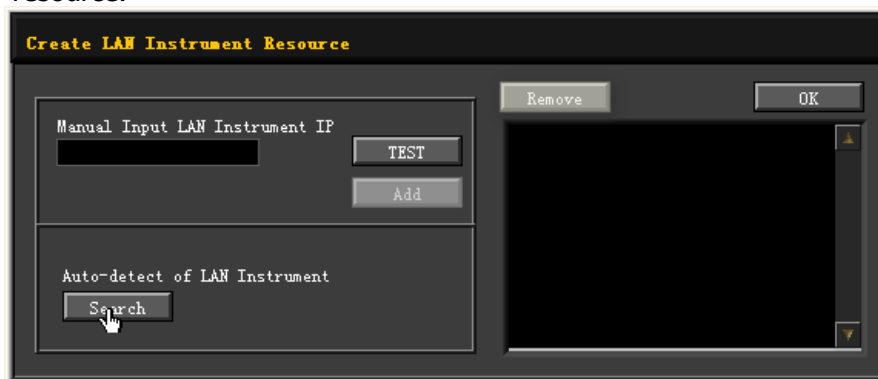 resource.
Create LAN Instrument Resource
Remove
OK
Manual Input LAN Instrument IP
TEST
Add
Auto-detect of LAN Instrument
Search